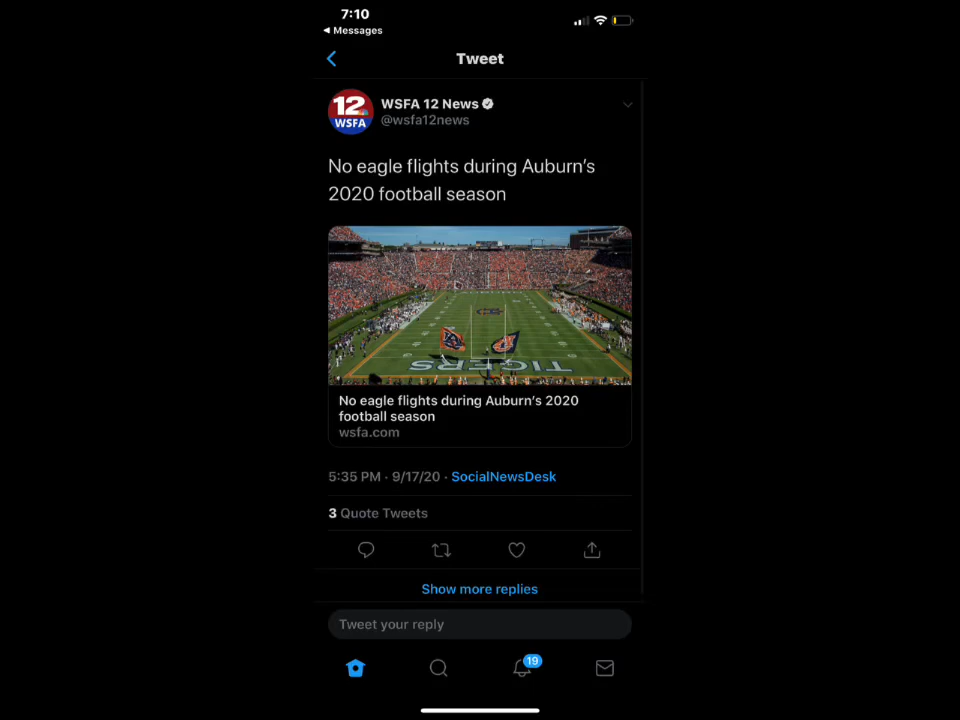 7:10
◀ Messages
Tweet
12
WSFA
WSFA 12 News
@wsfa12news
No eagle flights during Auburn's
2020 football season
TIGERS
No eagle flights during Auburn's 2020
football season
wsfa.com
5:35 PM · 9/17/20 · SocialNewsDesk
3 Quote Tweets
Show more replies
Tweet your reply
19